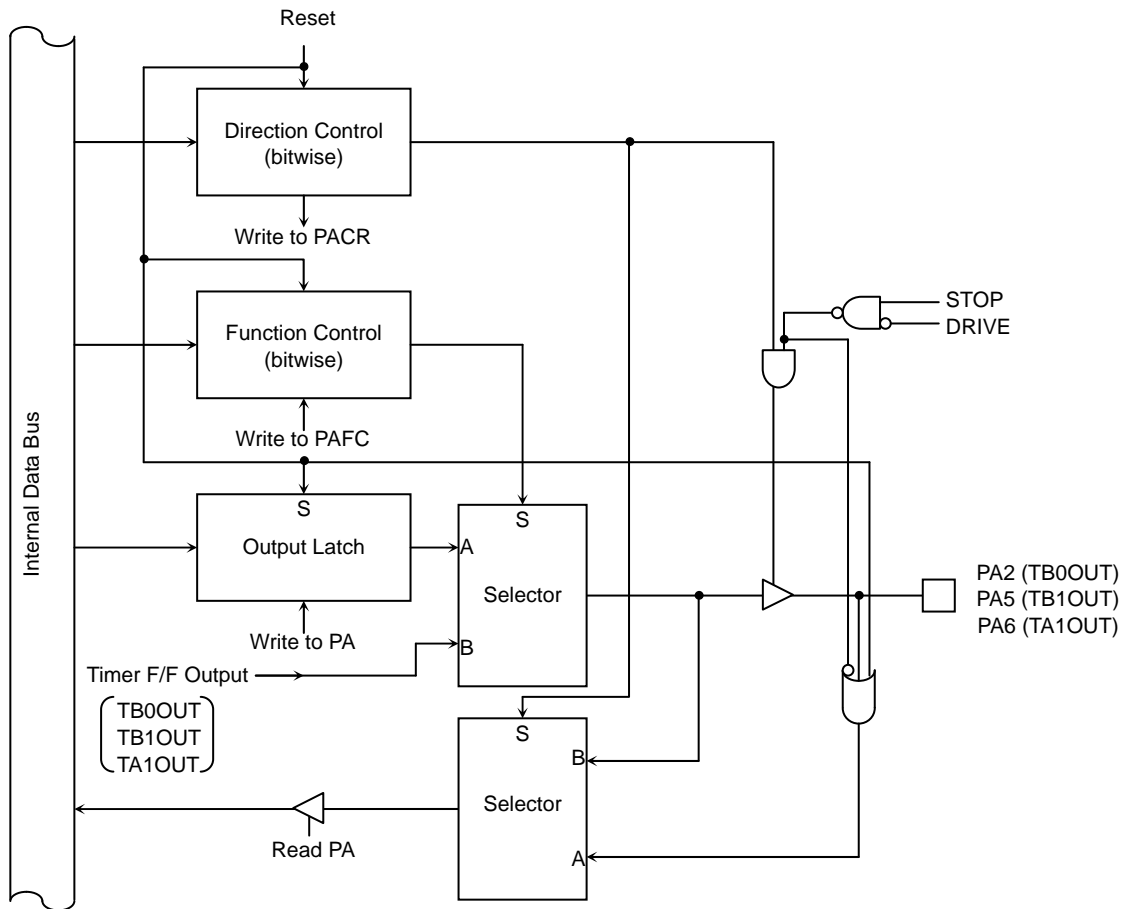 Reset
Direction Control
(bitwise)
Write to PACR
Function Control
(bitwise)
STOP
DRIVE
Write to PAFC
Internal Data Bus
S
Output Latch
S
A
Selector
B
Write to PA
PA2 (TB0OUT)
PA5 (TB1OUT)
PA6 (TA1OUT)
Timer F/F Output
TB0OUT
TB1OUT
TA1OUT
S
B
Selector
A
Read PA